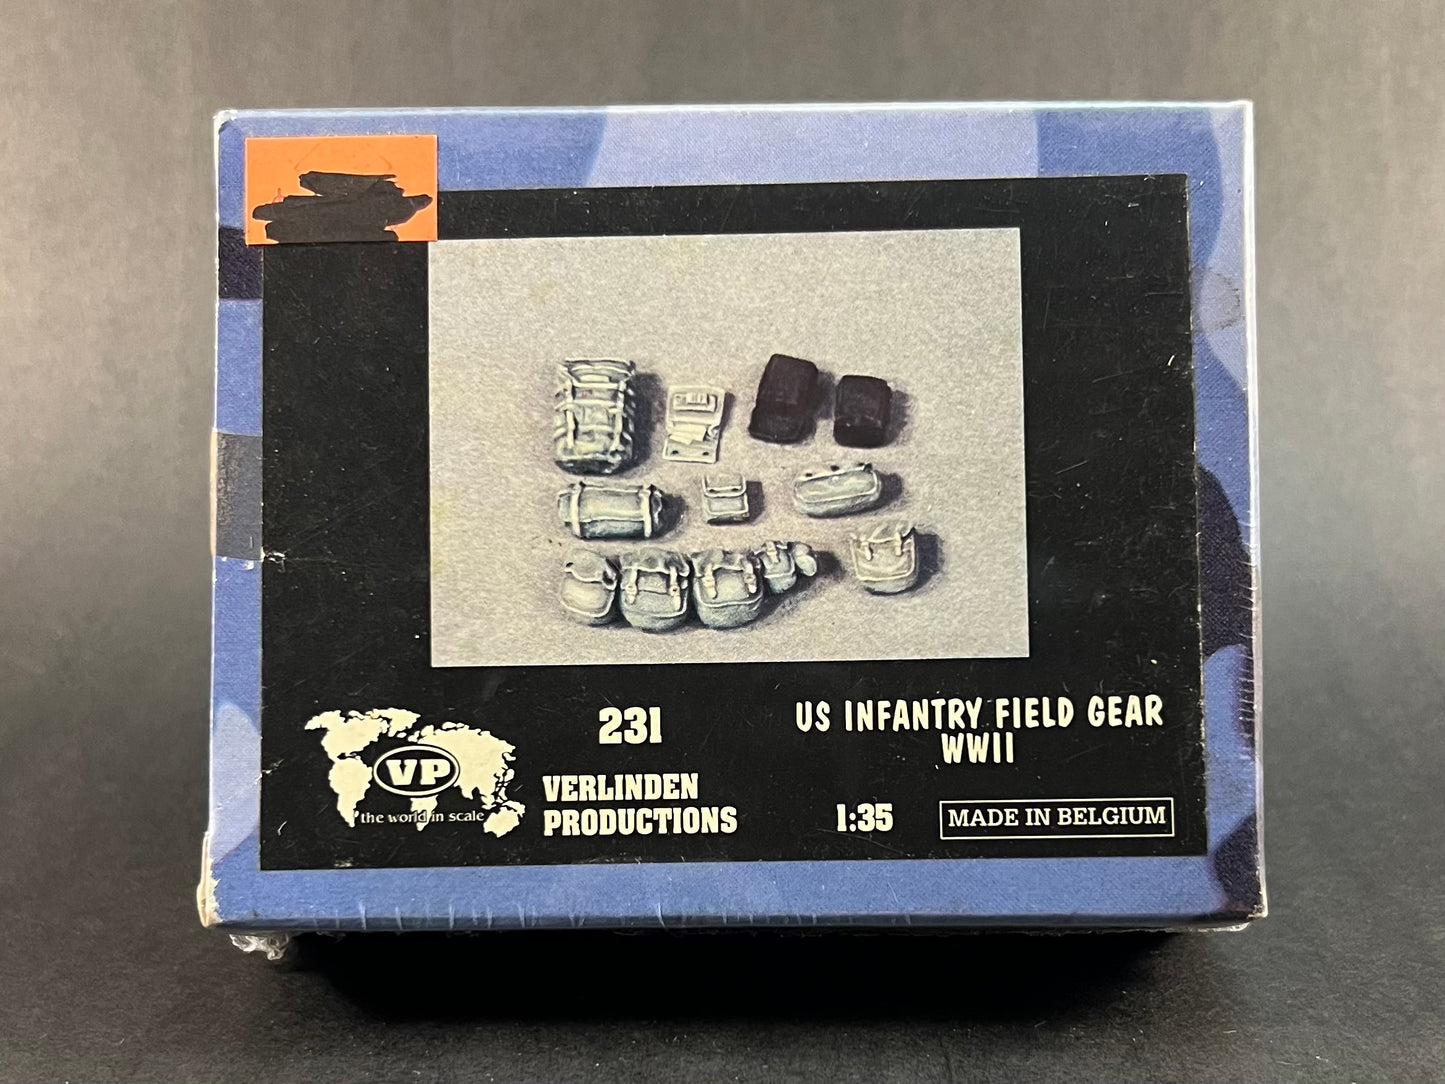 231
US INFANTRY FIELD GEAR
WWII
VP
the world in scale
VERLINDEN
PRODUCTIONS
1:35
MADE IN BELGIUM